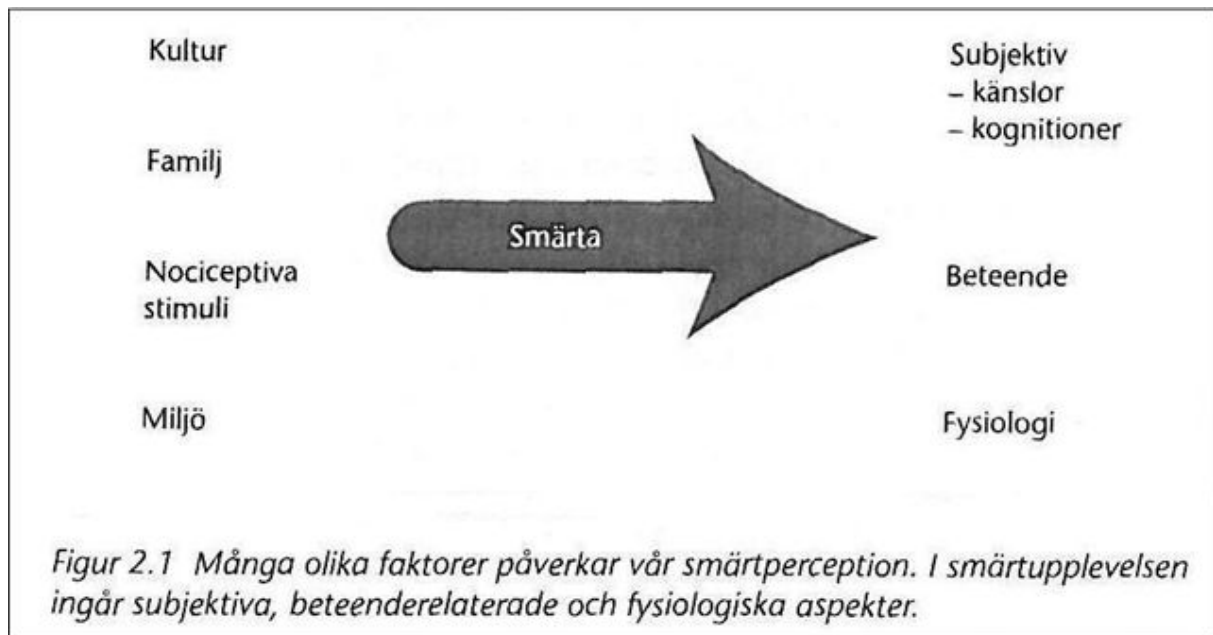 Kultur
Familj
Nociceptiva
stimuli
Miljö
Smärta
Subjektiv
– känslor
– kognitioner
Beteende
Fysiologi
Figur 2.1 Många olika faktorer påverkar vår smärtperception. I smärtupplevelsen
ingår subjektiva, beteenderelaterade och fysiologiska aspekter.